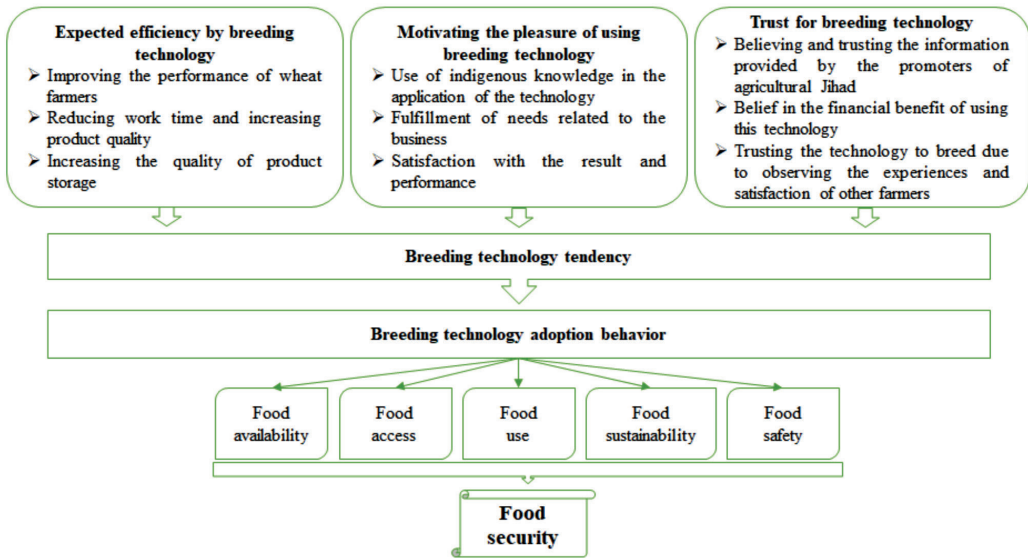 Expected efficiency by breeding
technology
➢ Improving the performance of wheat
farmers
➢ Reducing work time and increasing
product quality
➢ Increasing the quality of product
storage
Motivating the pleasure of using
breeding technology
➢ Use of indigenous knowledge in the
application of the technology
➢ Fulfillment of needs related to the
business
➢ Satisfaction with the result and
performance
Trust for breeding technology
➢ Believing and trusting the information
provided by the promoters of
agricultural Jihad
➢ Belief in the financial benefit of using
this technology
➢ Trusting the technology to breed due
to observing the experiences and
satisfaction of other farmers
Breeding technology tendency
Breeding technology adoption behavior
Food
availability
Food
access
Food
use
Food
sustainability
Food
safety
Food
security